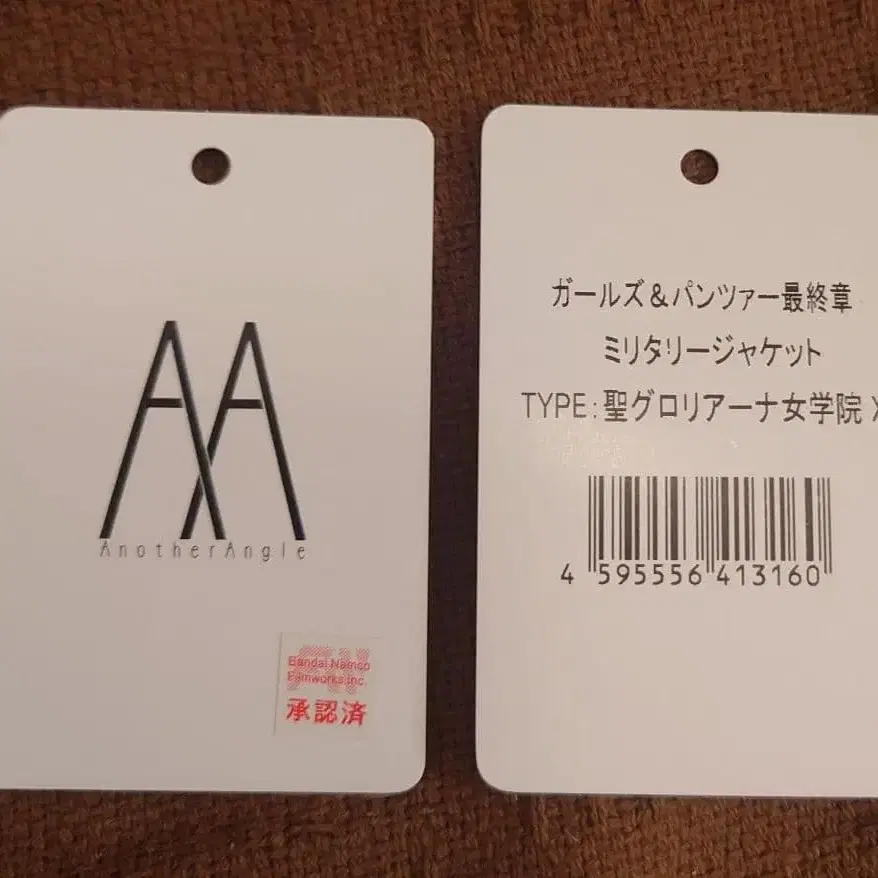 AA
AnotherAngle
Bandai Namco
Filmworks Inc.
承認済
ガールズ&パンツァー最終章
ミリタリージャケット
TYPE:聖グロリアーナ女学院 X
4 595556 413160